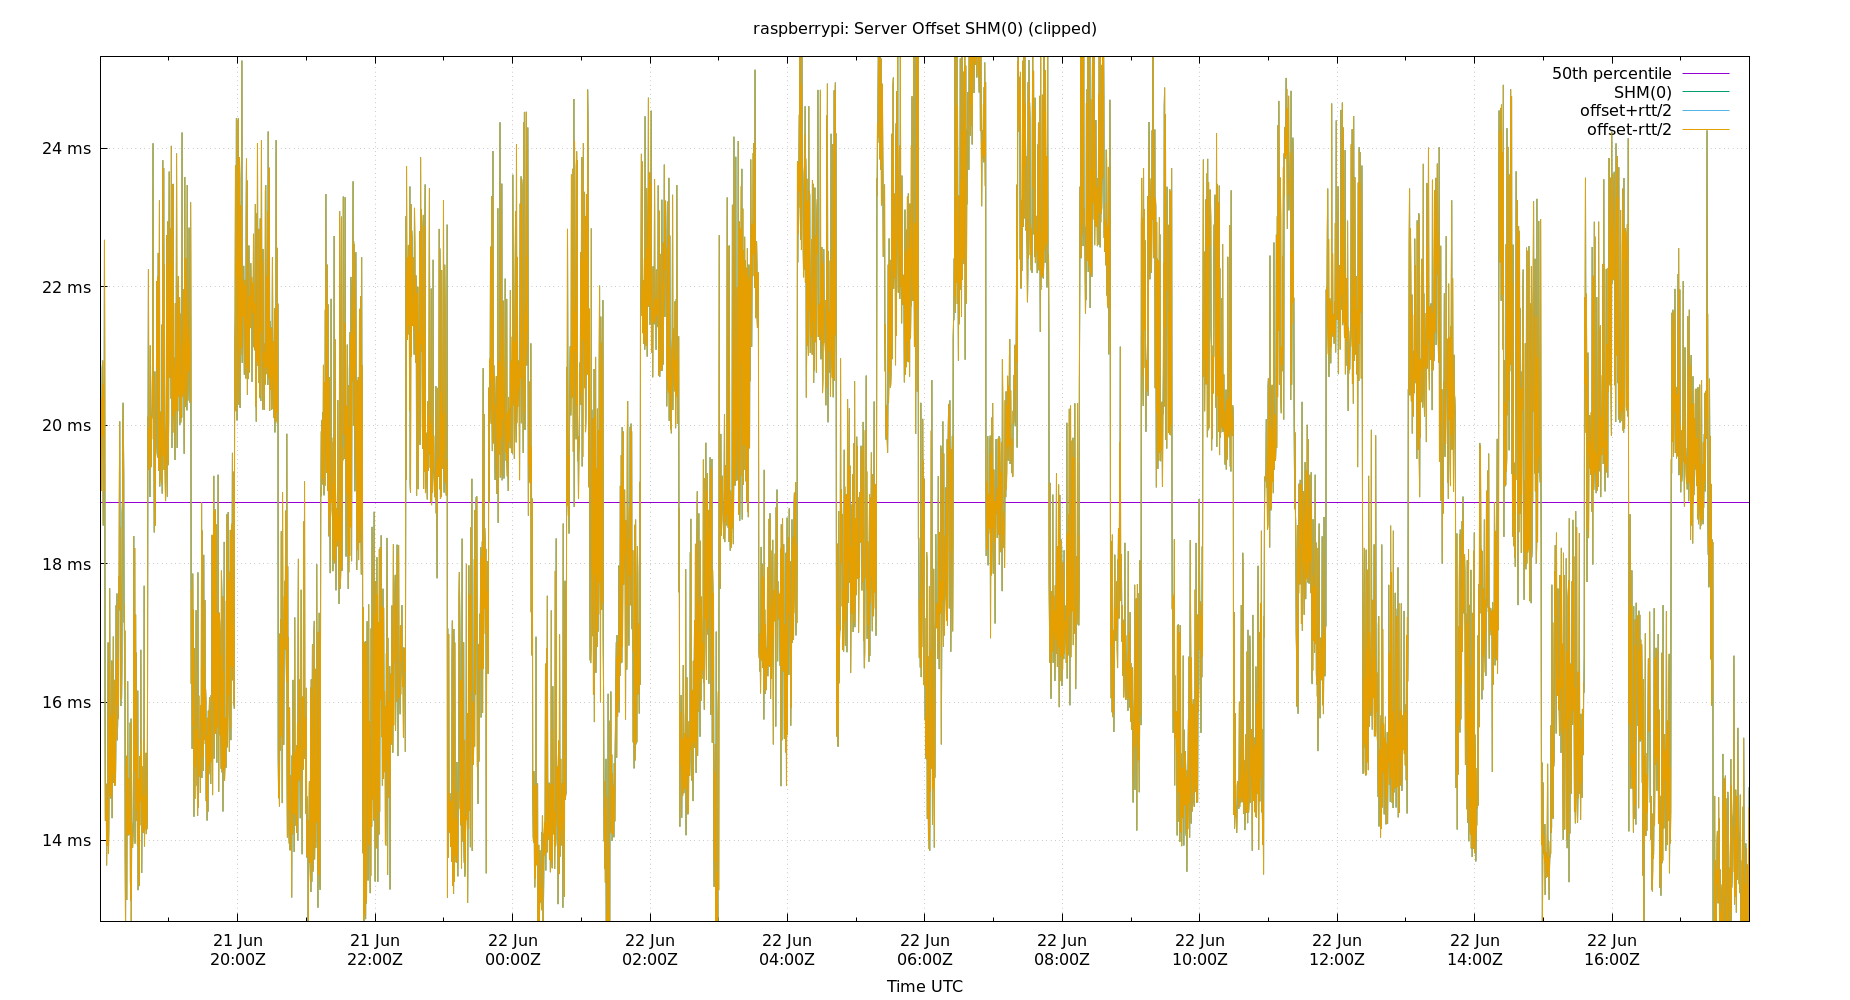 raspberrypi: Server Offset SHM(0) (clipped)
50th percentile
SHM(0)
offset+rtt/2
offset-rtt/2
24 ms
22 ms
20 ms
18 ms
16 ms
14 ms
21 Jun 21 Jun 22 Jun 22 Jun 22 Jun 22 Jun 22 Jun 22 Jun 22 Jun 22 Jun 22 Jun
20:00Z 22:00Z 00:00Z 02:00Z 04:00Z 06:00Z 08:00Z 10:00Z 12:00Z 14:00Z 16:00Z
Time UTC